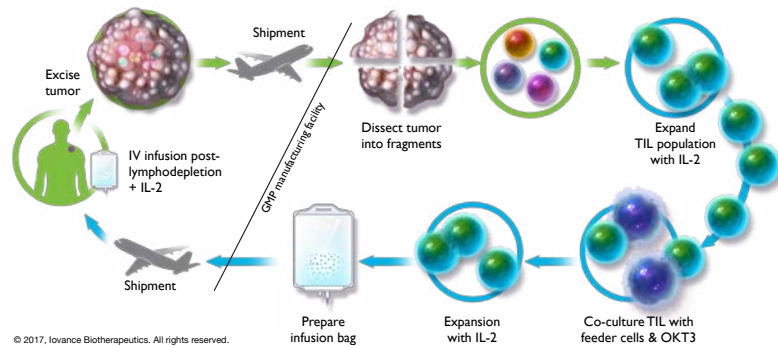 Shipment
Excise
tumor
Dissect tumor
into fragments
Expand
TIL population
with IL-2
IV infusion post-
lymphodepletion
+ IL-2
GMP manufacturing facility
Shipment
Prepare
infusion bag
Expansion
with IL-2
Co-culture TIL with
feeder cells & OKT3
© 2017, Iovance Biotherapeutics. All rights reserved.